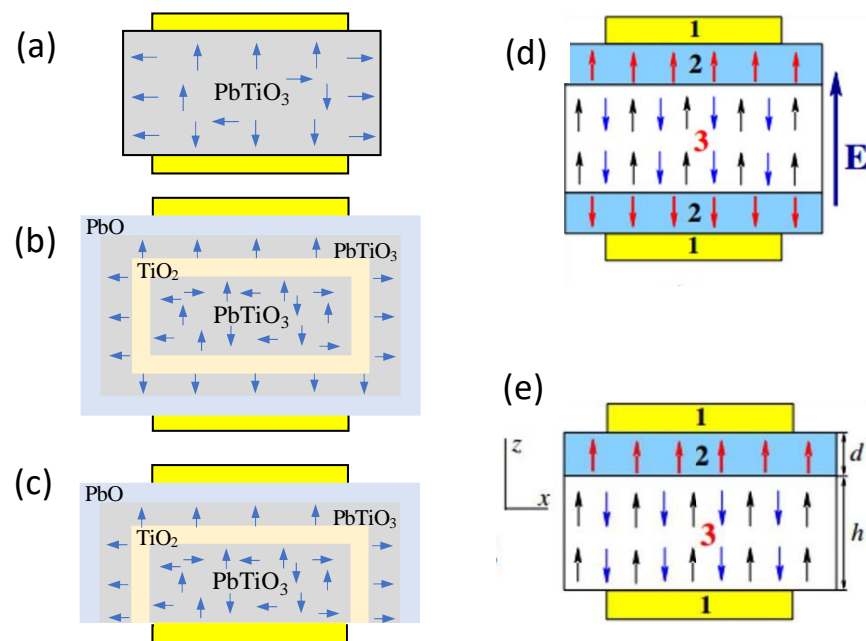 (a)
PbTiO₃
(b)
PbO
PbTiO₃
TiO₂
PbTiO₃
(c)
PbO
PbTiO₃
TiO₂
PbTiO₃
(d)
1
2
3
E
2
1
(e)
1
z
2
d
x
3
h
1